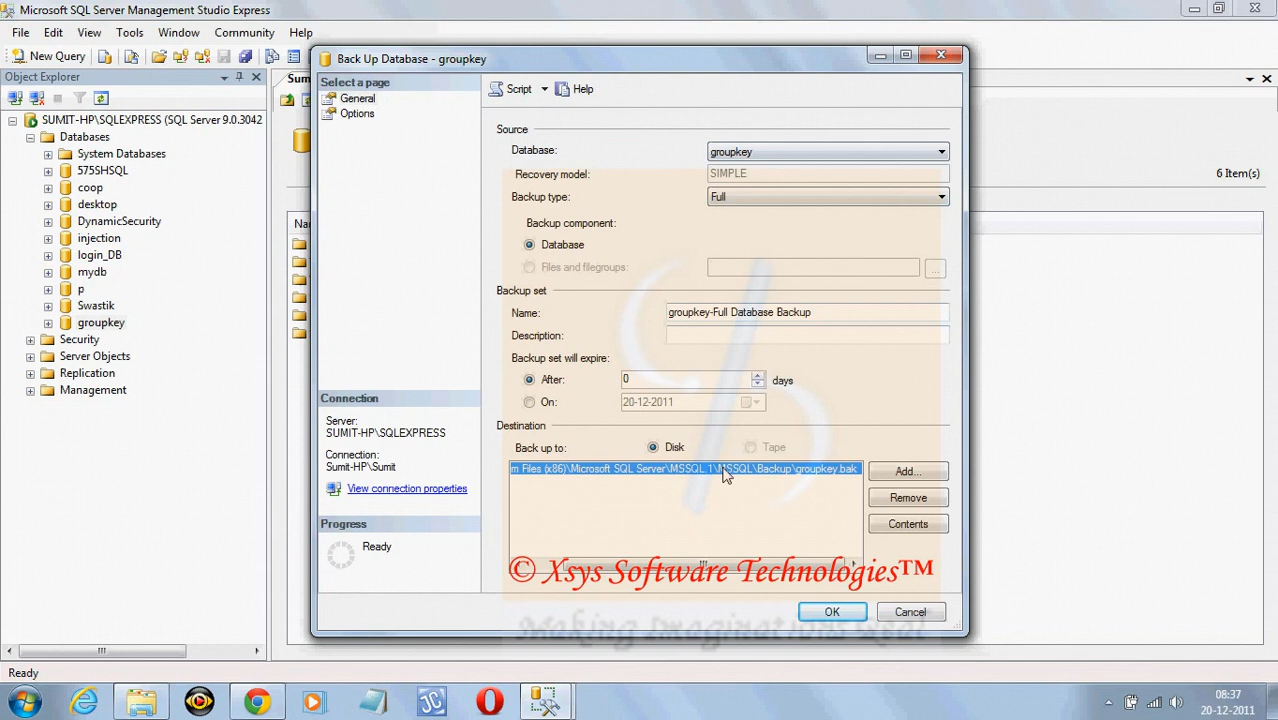 Microsoft SQL Server Management Studio Express
File Edit View Tools Window Community Help
New Query
Object Explorer
SUMIT-HP\SQLEXPRESS (SQL Server 9.0.3042
Databases
System Databases
575SHSQL
coop
desktop
DynamicSecurity
injection
login_DB
mydb
p
Swastik
groupkey
Security
Server Objects
Replication
Management
Sum
6 Item(s)
Na
Back Up Database - groupkey
Select a page
General
Options
Connection
Server:
SUMIT-HP\SQLEXPRESS
Connection:
Sumit-HP\Sumit
View connection properties
Progress
Ready
Script Help
Source
Database: groupkey
Recovery model: SIMPLE
Backup type: Full
Backup component:
Database
Files and filegroups: ...
Backup set
Name: groupkey-Full Database Backup
Description:
Backup set will expire:
After: 0 days
On: 20-12-2011
Destination
Back up to: Disk Tape
m Files (x86)\Microsoft SQL Server\MSSQL.1\MSSQL\Backup\groupkey.bak
Add...
Remove
Contents
© Xsys Software Technologies™
OK Cancel
Making Imaginations Real
Ready
JC
08:37
20-12-2011